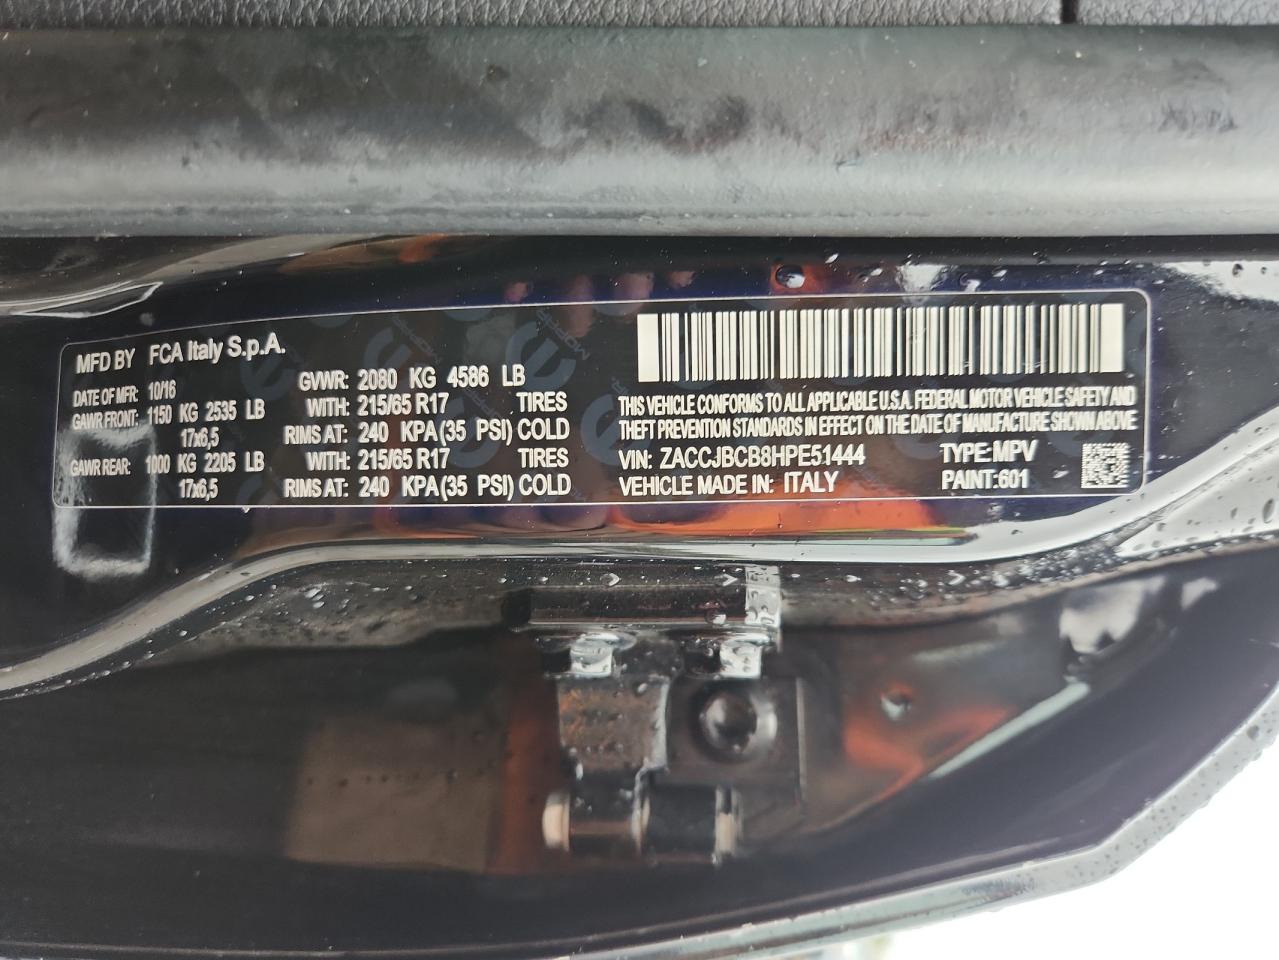 MFD BY FCA Italy S.p.A.
DATE OF MFR: 10/16 GVWR: 2080 KG 4586 LB
GAWR FRONT: 1150 KG 2535 LB WITH: 215/65 R17 TIRES
17x6,5 RIMS AT: 240 KPA (35 PSI) COLD
GAWR REAR: 1000 KG 2205 LB WITH: 215/65 R17 TIRES
17x6,5 RIMS AT: 240 KPA (35 PSI) COLD
THIS VEHICLE CONFORMS TO ALL APPLICABLE U.S.A. FEDERAL MOTOR VEHICLE SAFETY AND
THEFT PREVENTION STANDARDS IN EFFECT ON THE DATE OF MANUFACTURE SHOWN ABOVE
VIN: ZACCJBCB8HPE51444 TYPE: MPV
VEHICLE MADE IN: ITALY PAINT: 601